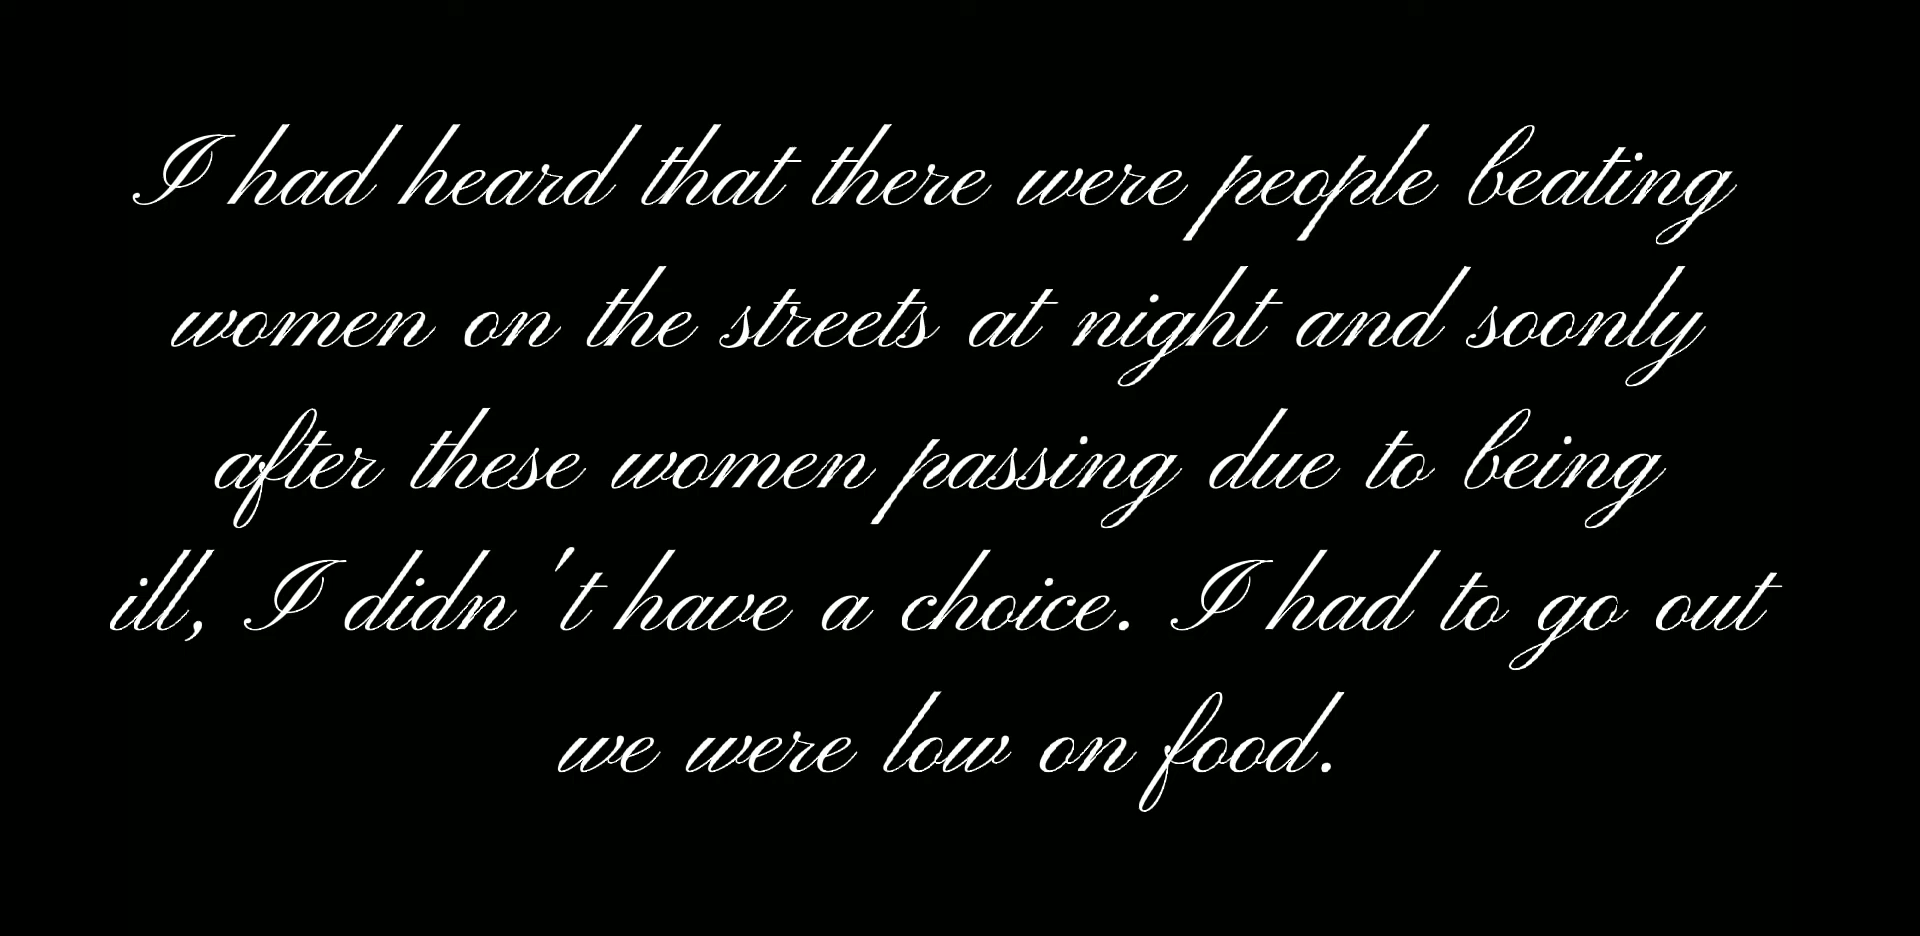 I had heard that there were people beating
women on the streets at night and soonly
after these women passing due to being
ill, I didn't have a choice. I had to go out
we were low on food.